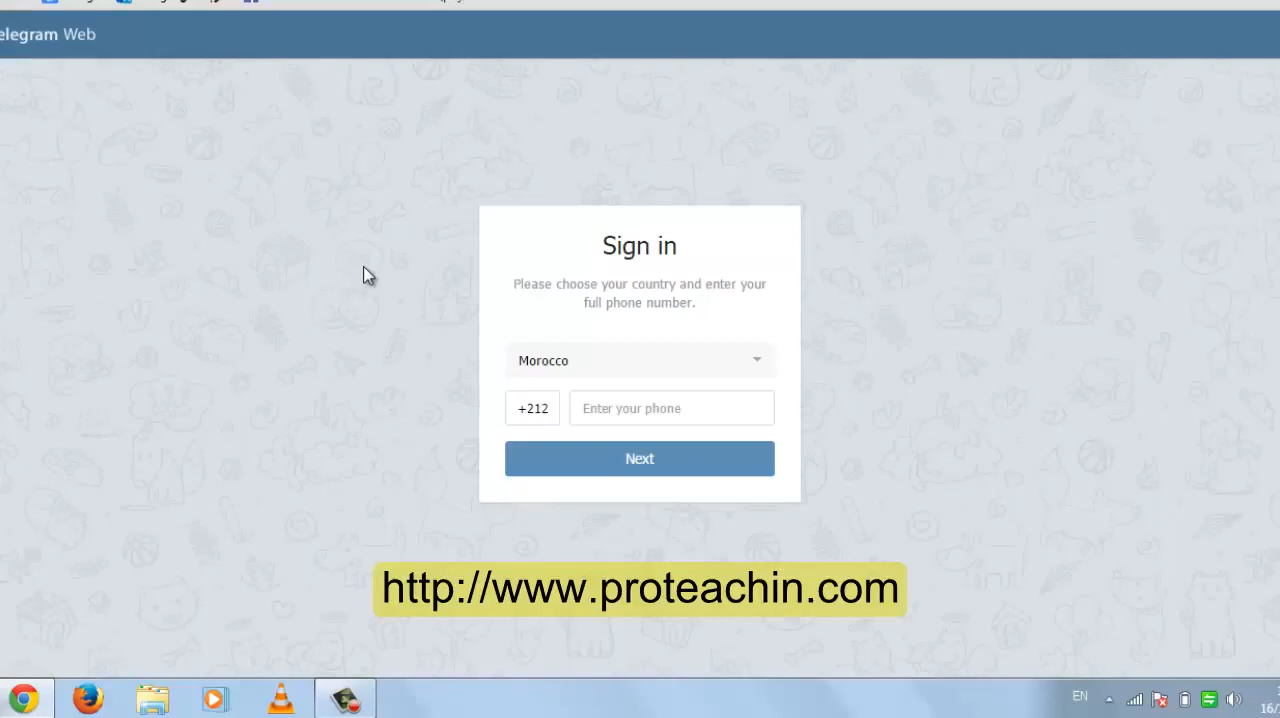 elegram Web
Sign in
Please choose your country and enter your
full phone number.
Morocco
+212
Enter your phone
Next
http://www.proteachin.com
EN
16/